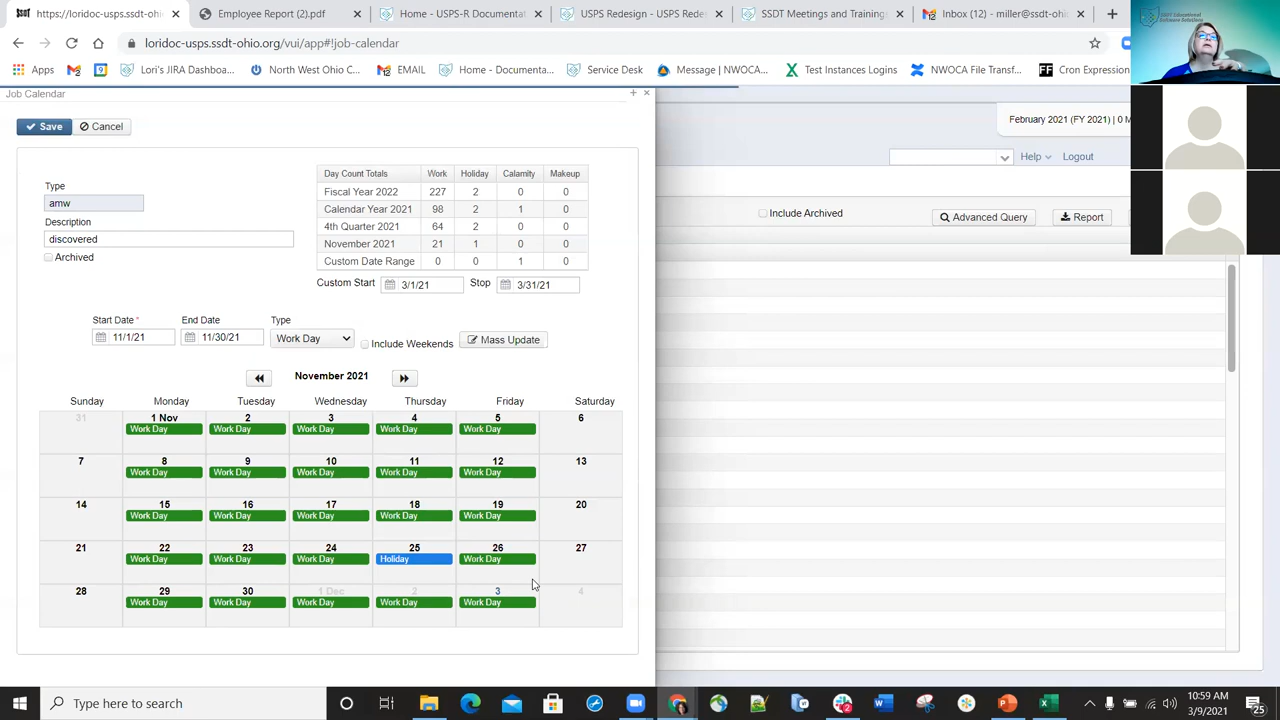 SSDT
https://loridoc-usps.ssdt-ohio.org
Employee Report (2).pdf
Home - USPS-R Documentat
USPS Redesign - USPS Rede
SSDT Meetings and Trainings
Inbox (12) - miller@ssdt-ohi
loridoc-usps.ssdt-ohio.org/vui/app#!job-calendar
Apps
Lori's JIRA Dashboa...
North West Ohio C...
EMAIL
Home - Documenta...
Service Desk
Message | NWOCA...
Test Instances Login
NWOCA File Transf...
FF Cron Expression
Job Calendar
February 2021 (FY 2021) | 0 M
Save Cancel
Help Logout
Type
amw
Description
discovered
Archived
Day Count Totals Work Holiday Calamity Makeup
Fiscal Year 2022 227 2 0 0
Calendar Year 2021 98 2 1 0
4th Quarter 2021 64 2 0 0
November 2021 21 1 0 0
Custom Date Range 0 0 1 0
Custom Start 3/1/21 Stop 3/31/21
Include Archived
Advanced Query
Report
Start Date * End Date Type
11/1/21 11/30/21 Work Day Include Weekends Mass Update
November 2021
Sunday Monday Tuesday Wednesday Thursday Friday Saturday
31 1 Nov 2 3 4 5 6
Work Day Work Day Work Day Work Day Work Day
7 8 9 10 11 12 13
Work Day Work Day Work Day Work Day Work Day
14 15 16 17 18 19 20
Work Day Work Day Work Day Work Day Work Day
21 22 23 24 25 26 27
Work Day Work Day Work Day Holiday Work Day
28 29 30 1 Dec 2 3 4
Work Day Work Day Work Day Work Day Work Day
Type here to search
10:59 AM
3/9/2021
25